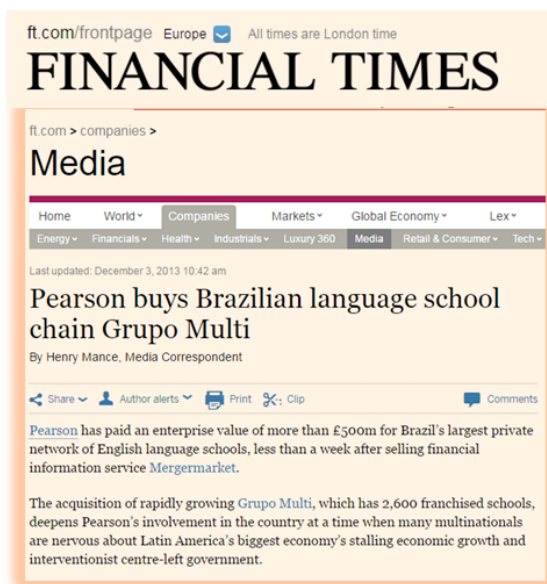 ft.com/frontpage Europe All times are London time
FINANCIAL TIMES
ft.com > companies >
Media
Home World Companies Markets Global Economy Lex
Energy Financials Health Industrials Luxury 360 Media Retail & Consumer Tech
Last updated: December 3, 2013 10:42 am
Pearson buys Brazilian language school
chain Grupo Multi
By Henry Mance, Media Correspondent
Share Author alerts Print Clip Comments
Pearson has paid an enterprise value of more than £500m for Brazil's largest private
network of English language schools, less than a week after selling financial
information service Mergermarket.
The acquisition of rapidly growing Grupo Multi, which has 2,600 franchised schools,
deepens Pearson's involvement in the country at a time when many multinationals
are nervous about Latin America's biggest economy's stalling economic growth and
interventionist centre-left government.